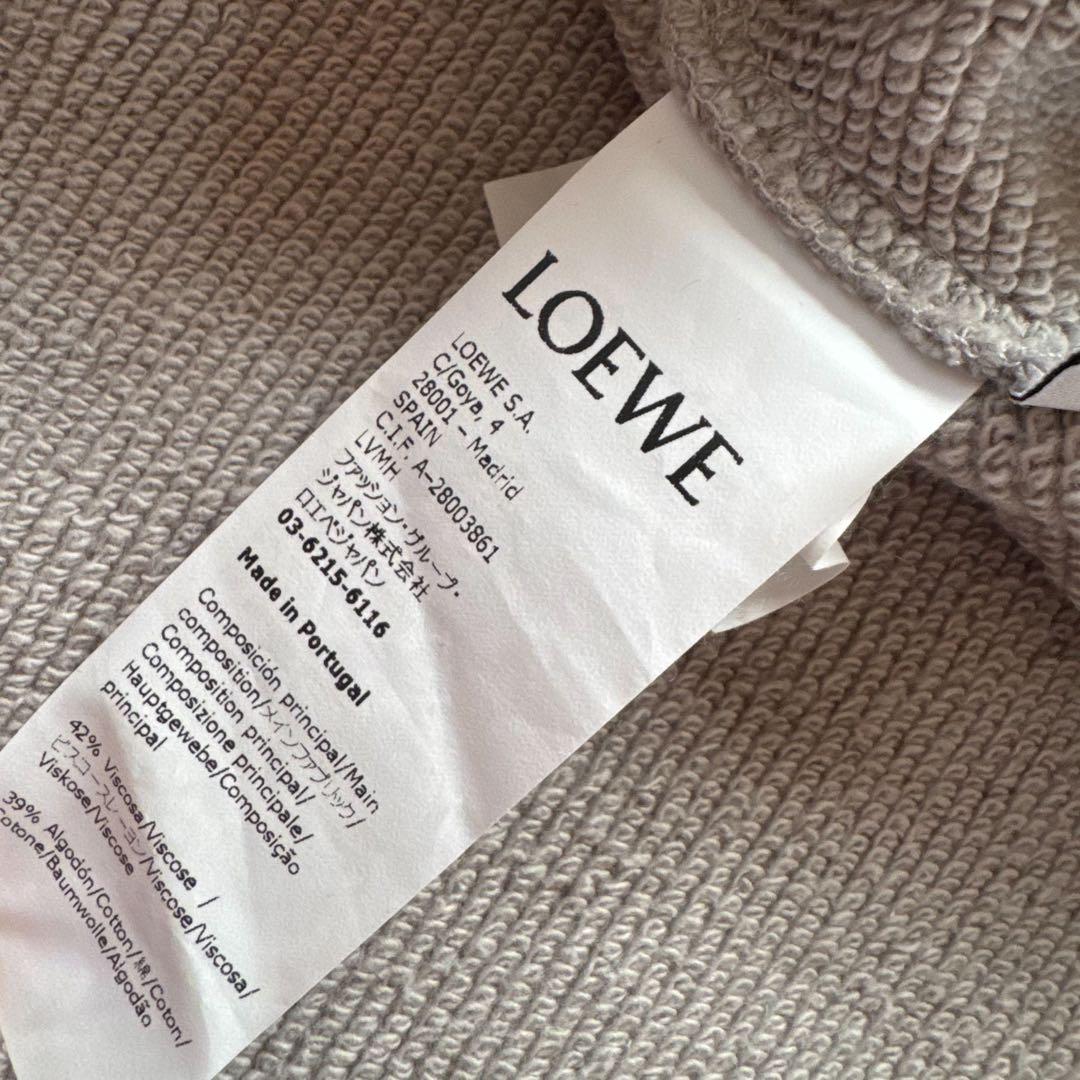 LOEWE
LOEWE S.A.
C/Goya, 4
28001 – Madrid
SPAIN
C.I.F. A-28003861
LVMH
ファッション・グループ・
ジャパン株式会社
ロエベジャパン
03-6215-6116
Made in Portugal
Composición principal/Main
composition/メインファブリック/
Composition principal/
Composizione principale/
Hauptgewebe/Composição
principal
42% Viscosa/Viscose /
ビスコースレーヨン/Viscose/Viscosa/
Viskose/Viscose
39% Algodón/Cotton/綿/Coton/
Cotone/Baumwolle/Algodão